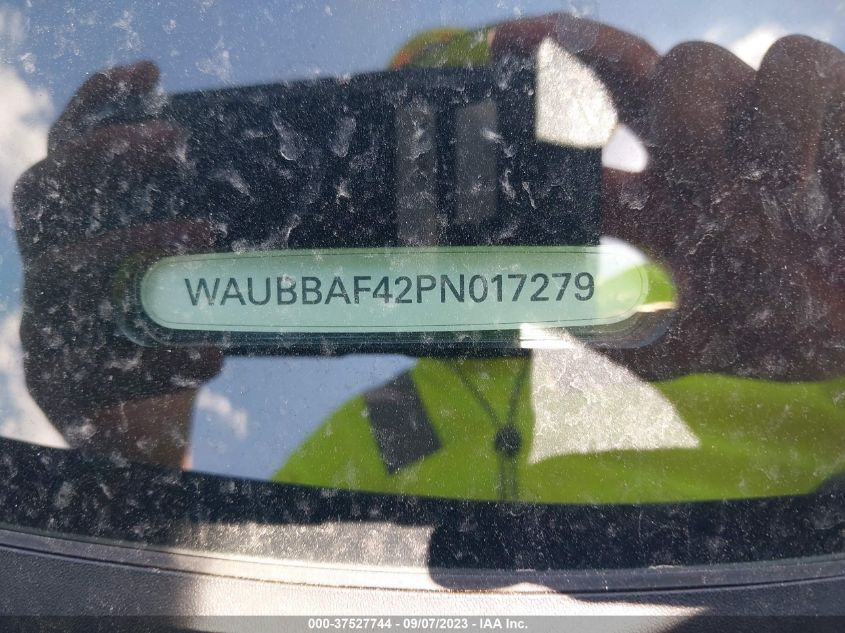 WAUBBAF42PN017279
000-37527744 - 09/07/2023 - © IAA, Inc.